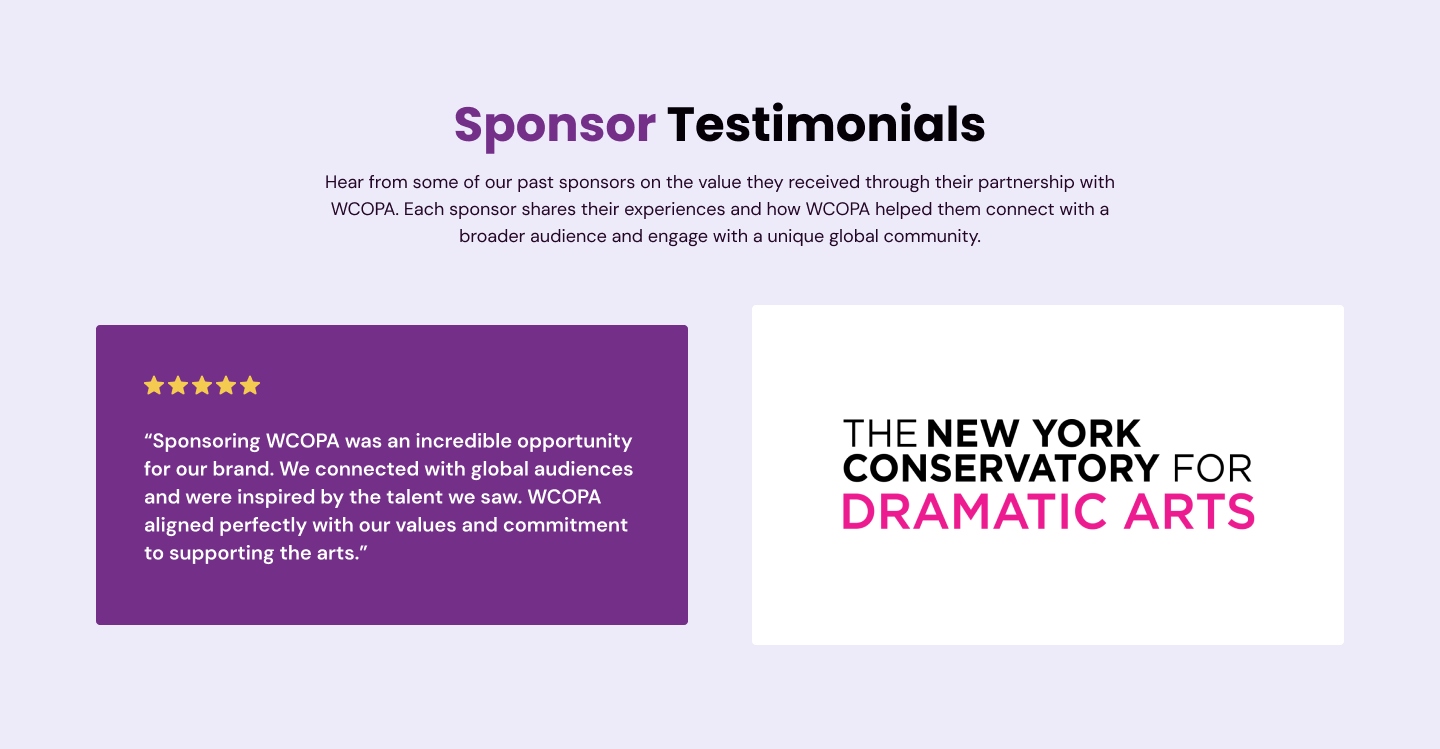 Sponsor Testimonials
Hear from some of our past sponsors on the value they received through their partnership with
WCOPA. Each sponsor shares their experiences and how WCOPA helped them connect with a
broader audience and engage with a unique global community.
“Sponsoring WCOPA was an incredible opportunity
for our brand. We connected with global audiences
and were inspired by the talent we saw. WCOPA
aligned perfectly with our values and commitment
to supporting the arts.”
THE NEW YORK
CONSERVATORY FOR
DRAMATIC ARTS